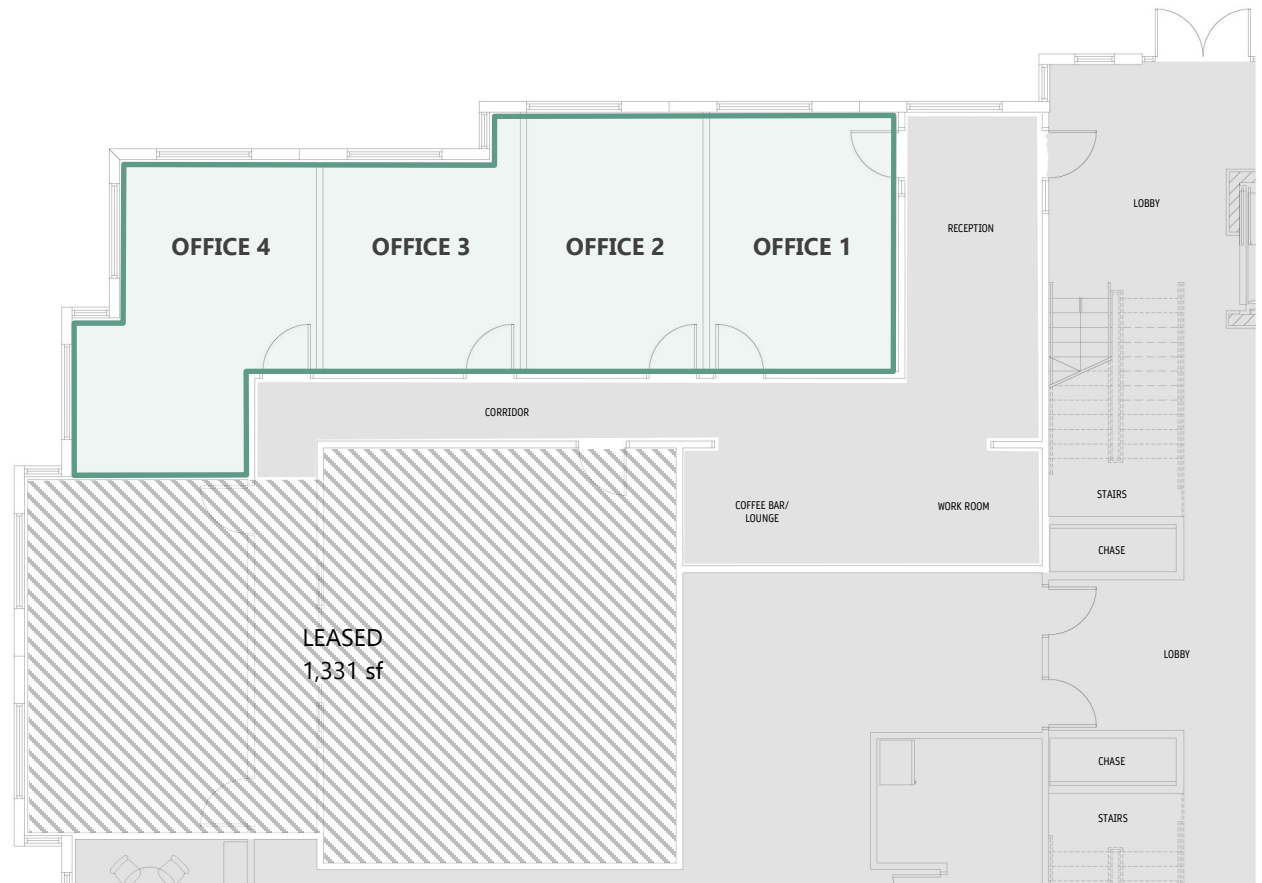 LOBBY
RECEPTION
OFFICE 4
OFFICE 3
OFFICE 2
OFFICE 1
CORRIDOR
STAIRS
COFFEE BAR/
LOUNGE
WORK ROOM
CHASE
LEASED
1,331 sf
LOBBY
CHASE
STAIRS